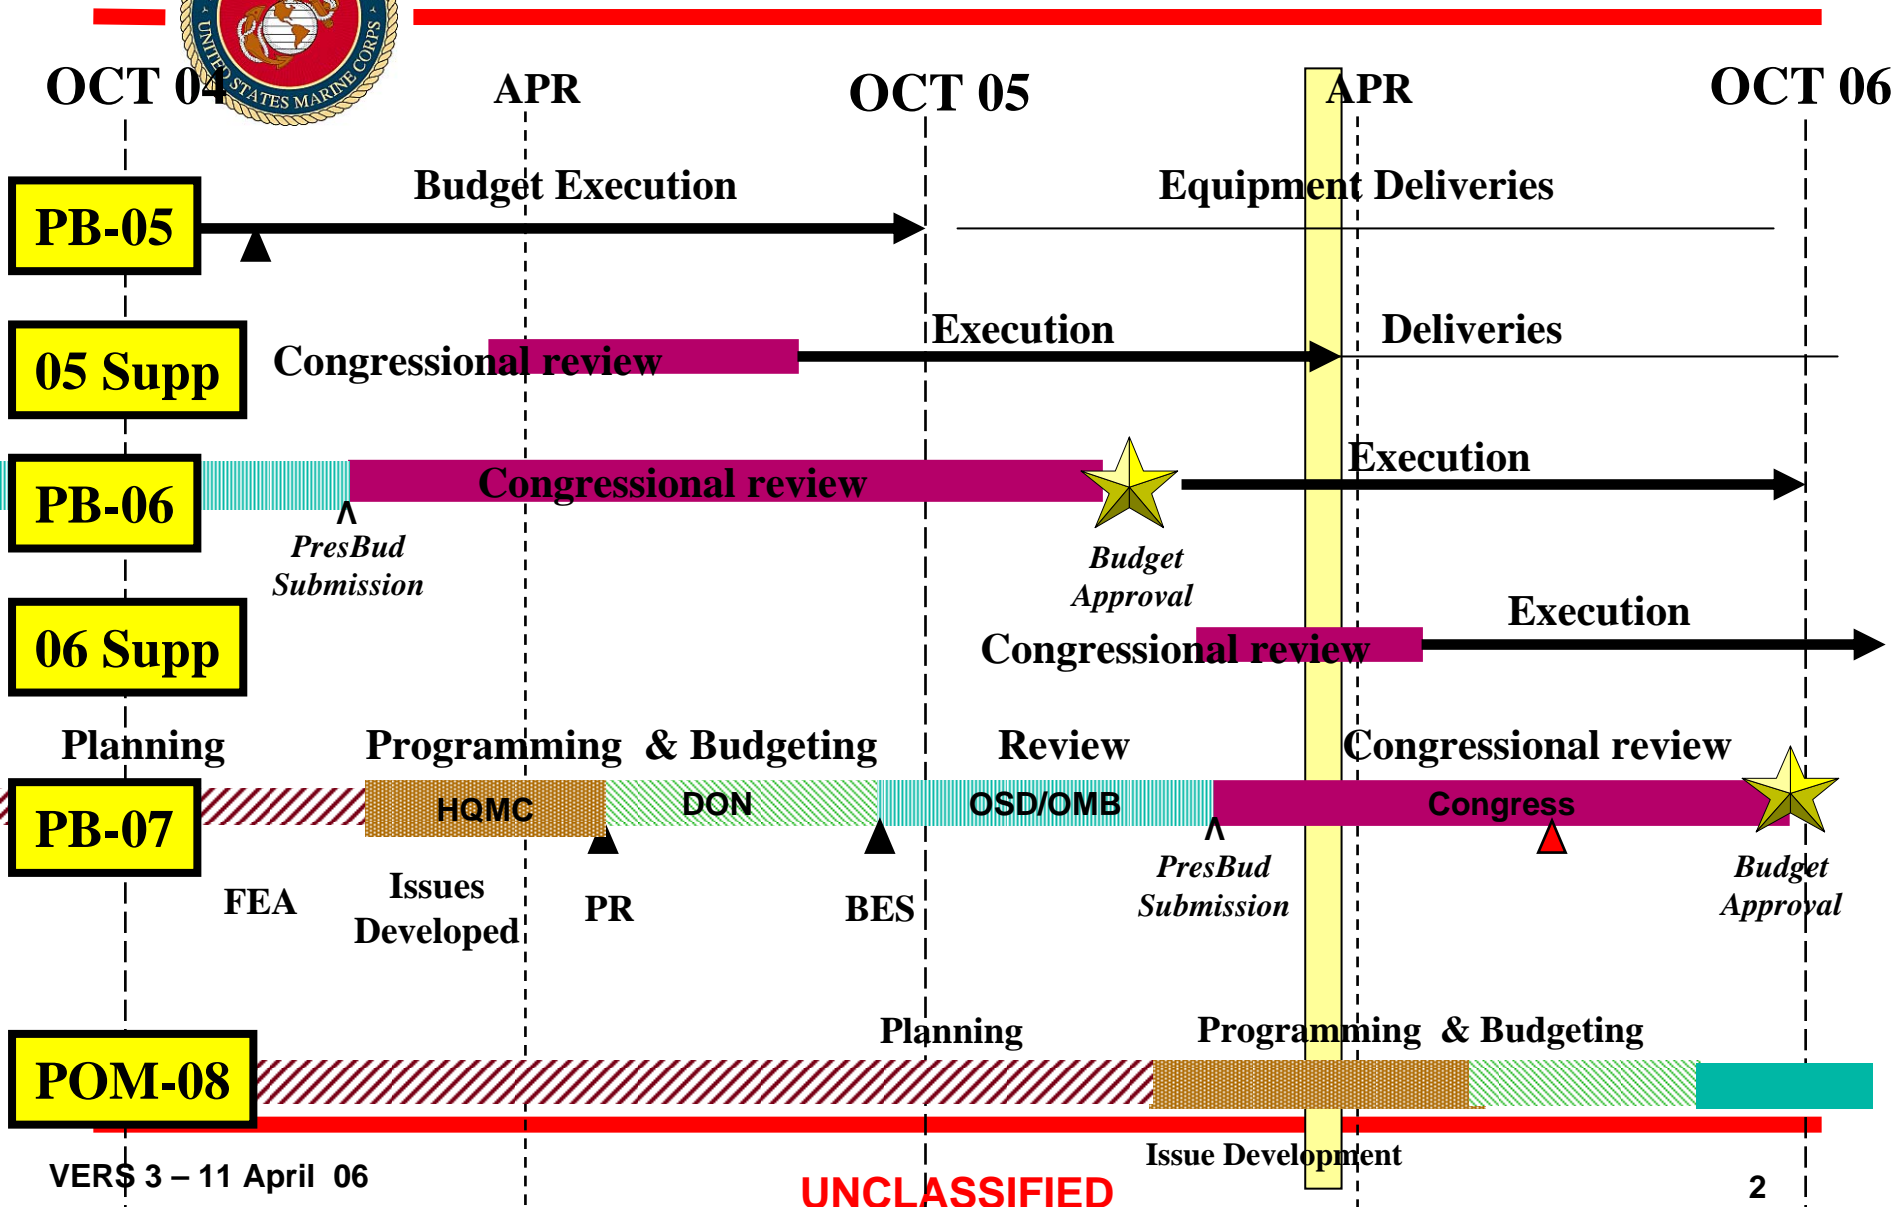 UNITED STATES MARINE CORPS
OCT 04
APR
OCT 05
APR
OCT 06
PB-05
Budget Execution
Equipment Deliveries
05 Supp
Congressional review
Execution
Deliveries
PB-06
Congressional review
Execution
^
PresBud
Submission
Budget
Approval
06 Supp
Congressional review
Execution
Planning
Programming & Budgeting
Review
Congressional review
PB-07
HQMC
DON
OSD/OMB
Congress
^
FEA
Issues
Developed
PR
BES
PresBud
Submission
Budget
Approval
POM-08
Planning
Programming & Budgeting
Issue Development
VERS 3 – 11 April 06
UNCLASSIFIED
2